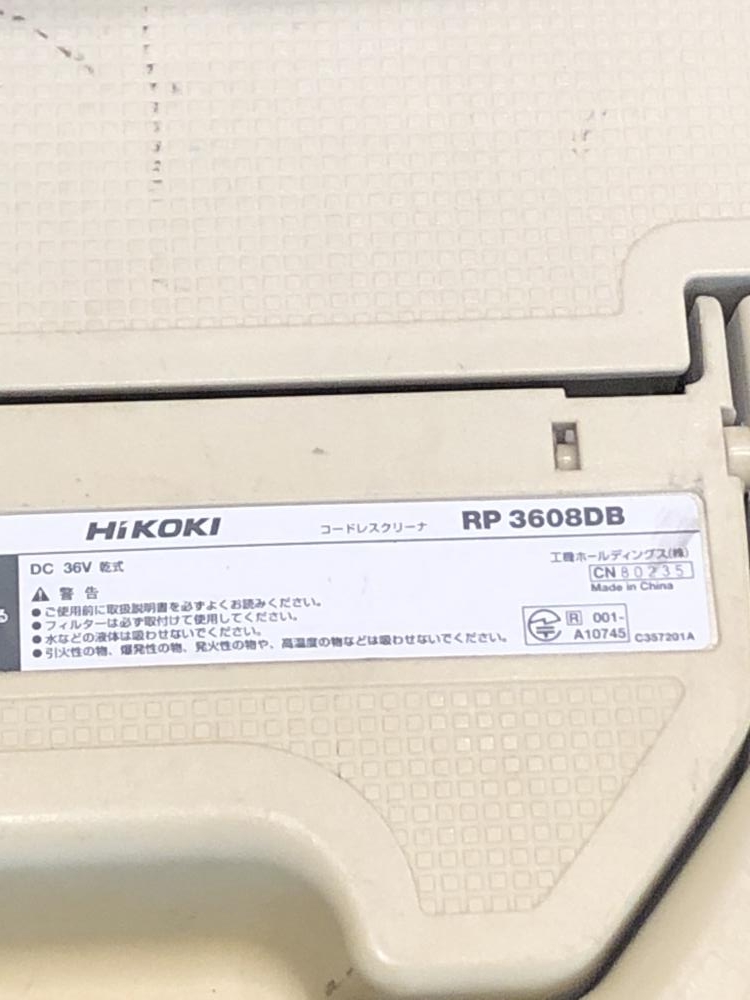 HiKOKI コードレスクリーナ RP 3608DB
DC 36V 乾式
工機ホールディングス(株)
CN80235
Made in China
警告
●ご使用前に取扱説明書を必ずよくお読みください。
●フィルターは必ず取付けて使用してください。
●水などの液体は吸わせないでください。
●引火性の物、爆発性の物、発火性の物や、高温度の物などは吸わせないでください。
る
R 001-
A10745
C357201A